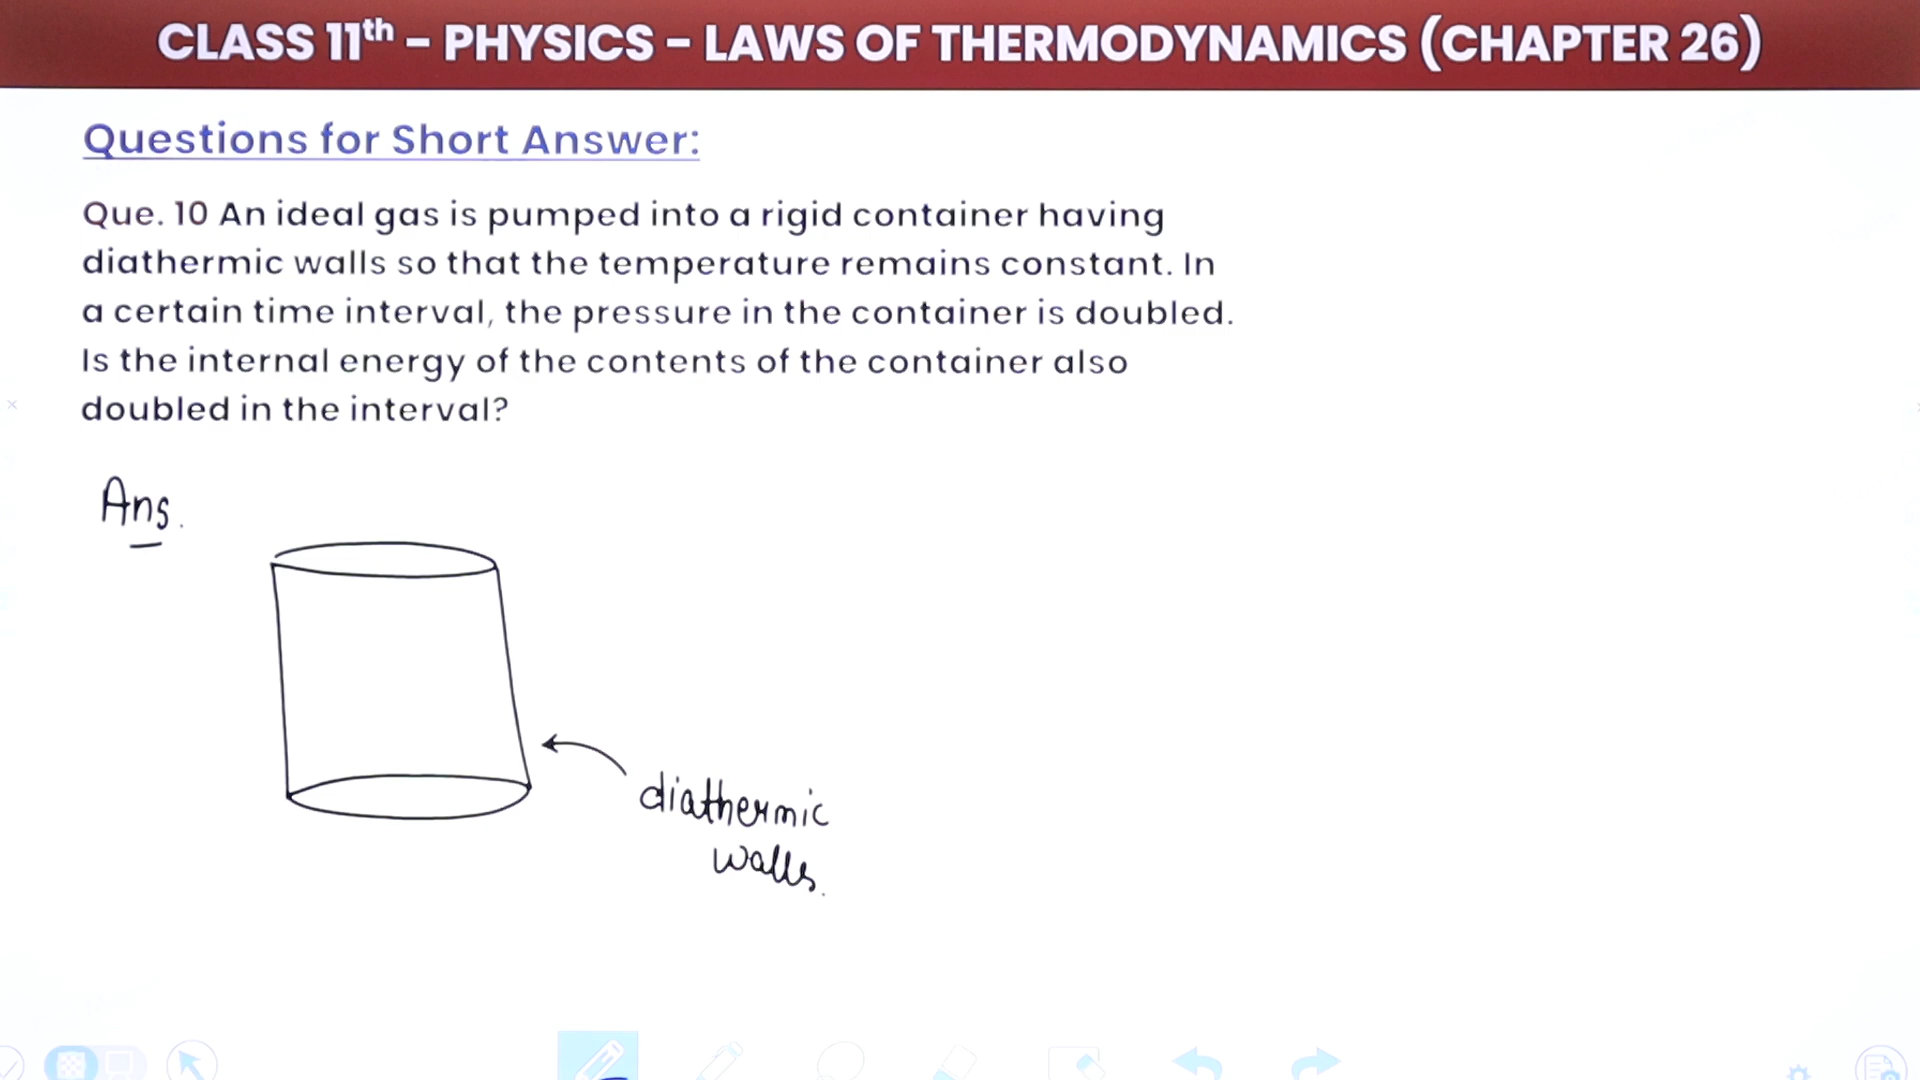 CLASS 11th - PHYSICS - LAWS OF THERMODYNAMICS (CHAPTER 26)
Questions for Short Answer:
Que. 10 An ideal gas is pumped into a rigid container having
diathermic walls so that the temperature remains constant. In
a certain time interval, the pressure in the container is doubled.
Is the internal energy of the contents of the container also
doubled in the interval?
Ans.
diathermic
walls.